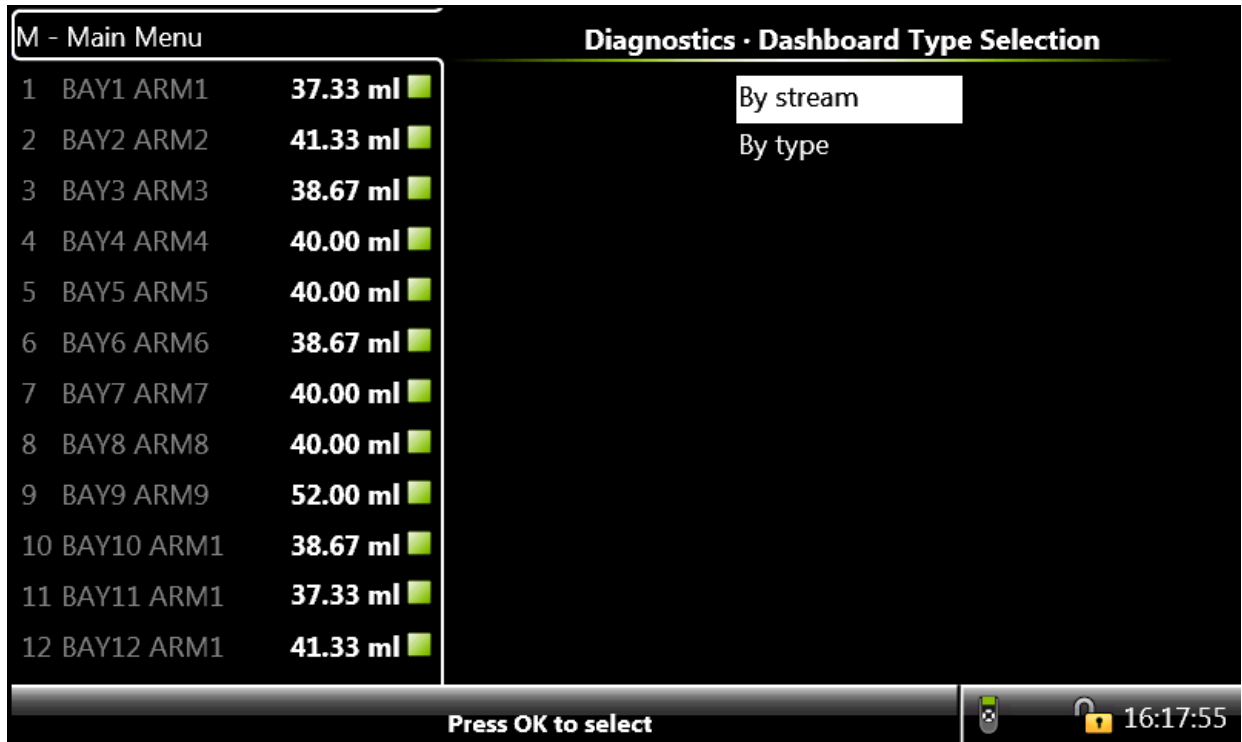 M - Main Menu
Diagnostics · Dashboard Type Selection
1 BAY1 ARM1 37.33 ml
2 BAY2 ARM2 41.33 ml
3 BAY3 ARM3 38.67 ml
4 BAY4 ARM4 40.00 ml
5 BAY5 ARM5 40.00 ml
6 BAY6 ARM6 38.67 ml
7 BAY7 ARM7 40.00 ml
8 BAY8 ARM8 40.00 ml
9 BAY9 ARM9 52.00 ml
10 BAY10 ARM1 38.67 ml
11 BAY11 ARM1 37.33 ml
12 BAY12 ARM1 41.33 ml
By stream
By type
Press OK to select
16:17:55